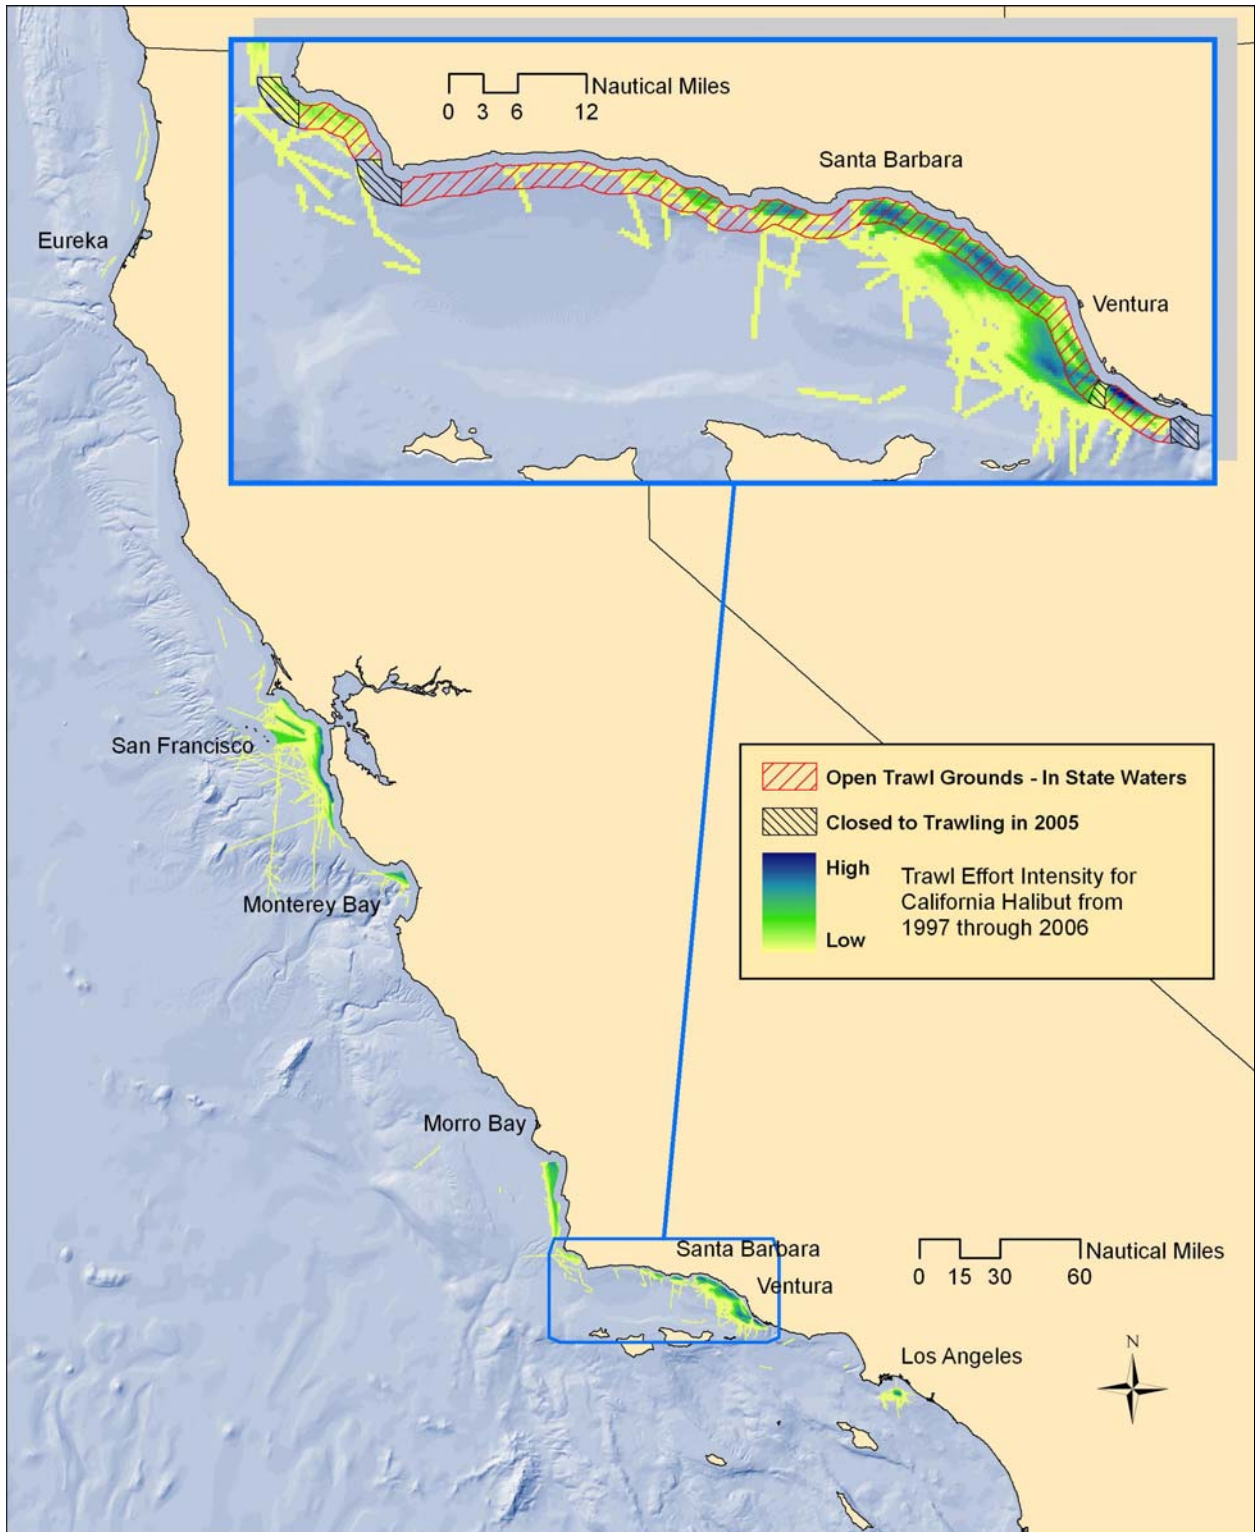 Nautical Miles
0 3 6 12
Santa Barbara
Ventura
Eureka
San Francisco
Open Trawl Grounds - In State Waters
Closed to Trawling in 2005
High
Low
Trawl Effort Intensity for
California Halibut from
1997 through 2006
Monterey Bay
Morro Bay
Santa Barbara
Ventura
Nautical Miles
0 15 30 60
Los Angeles
N